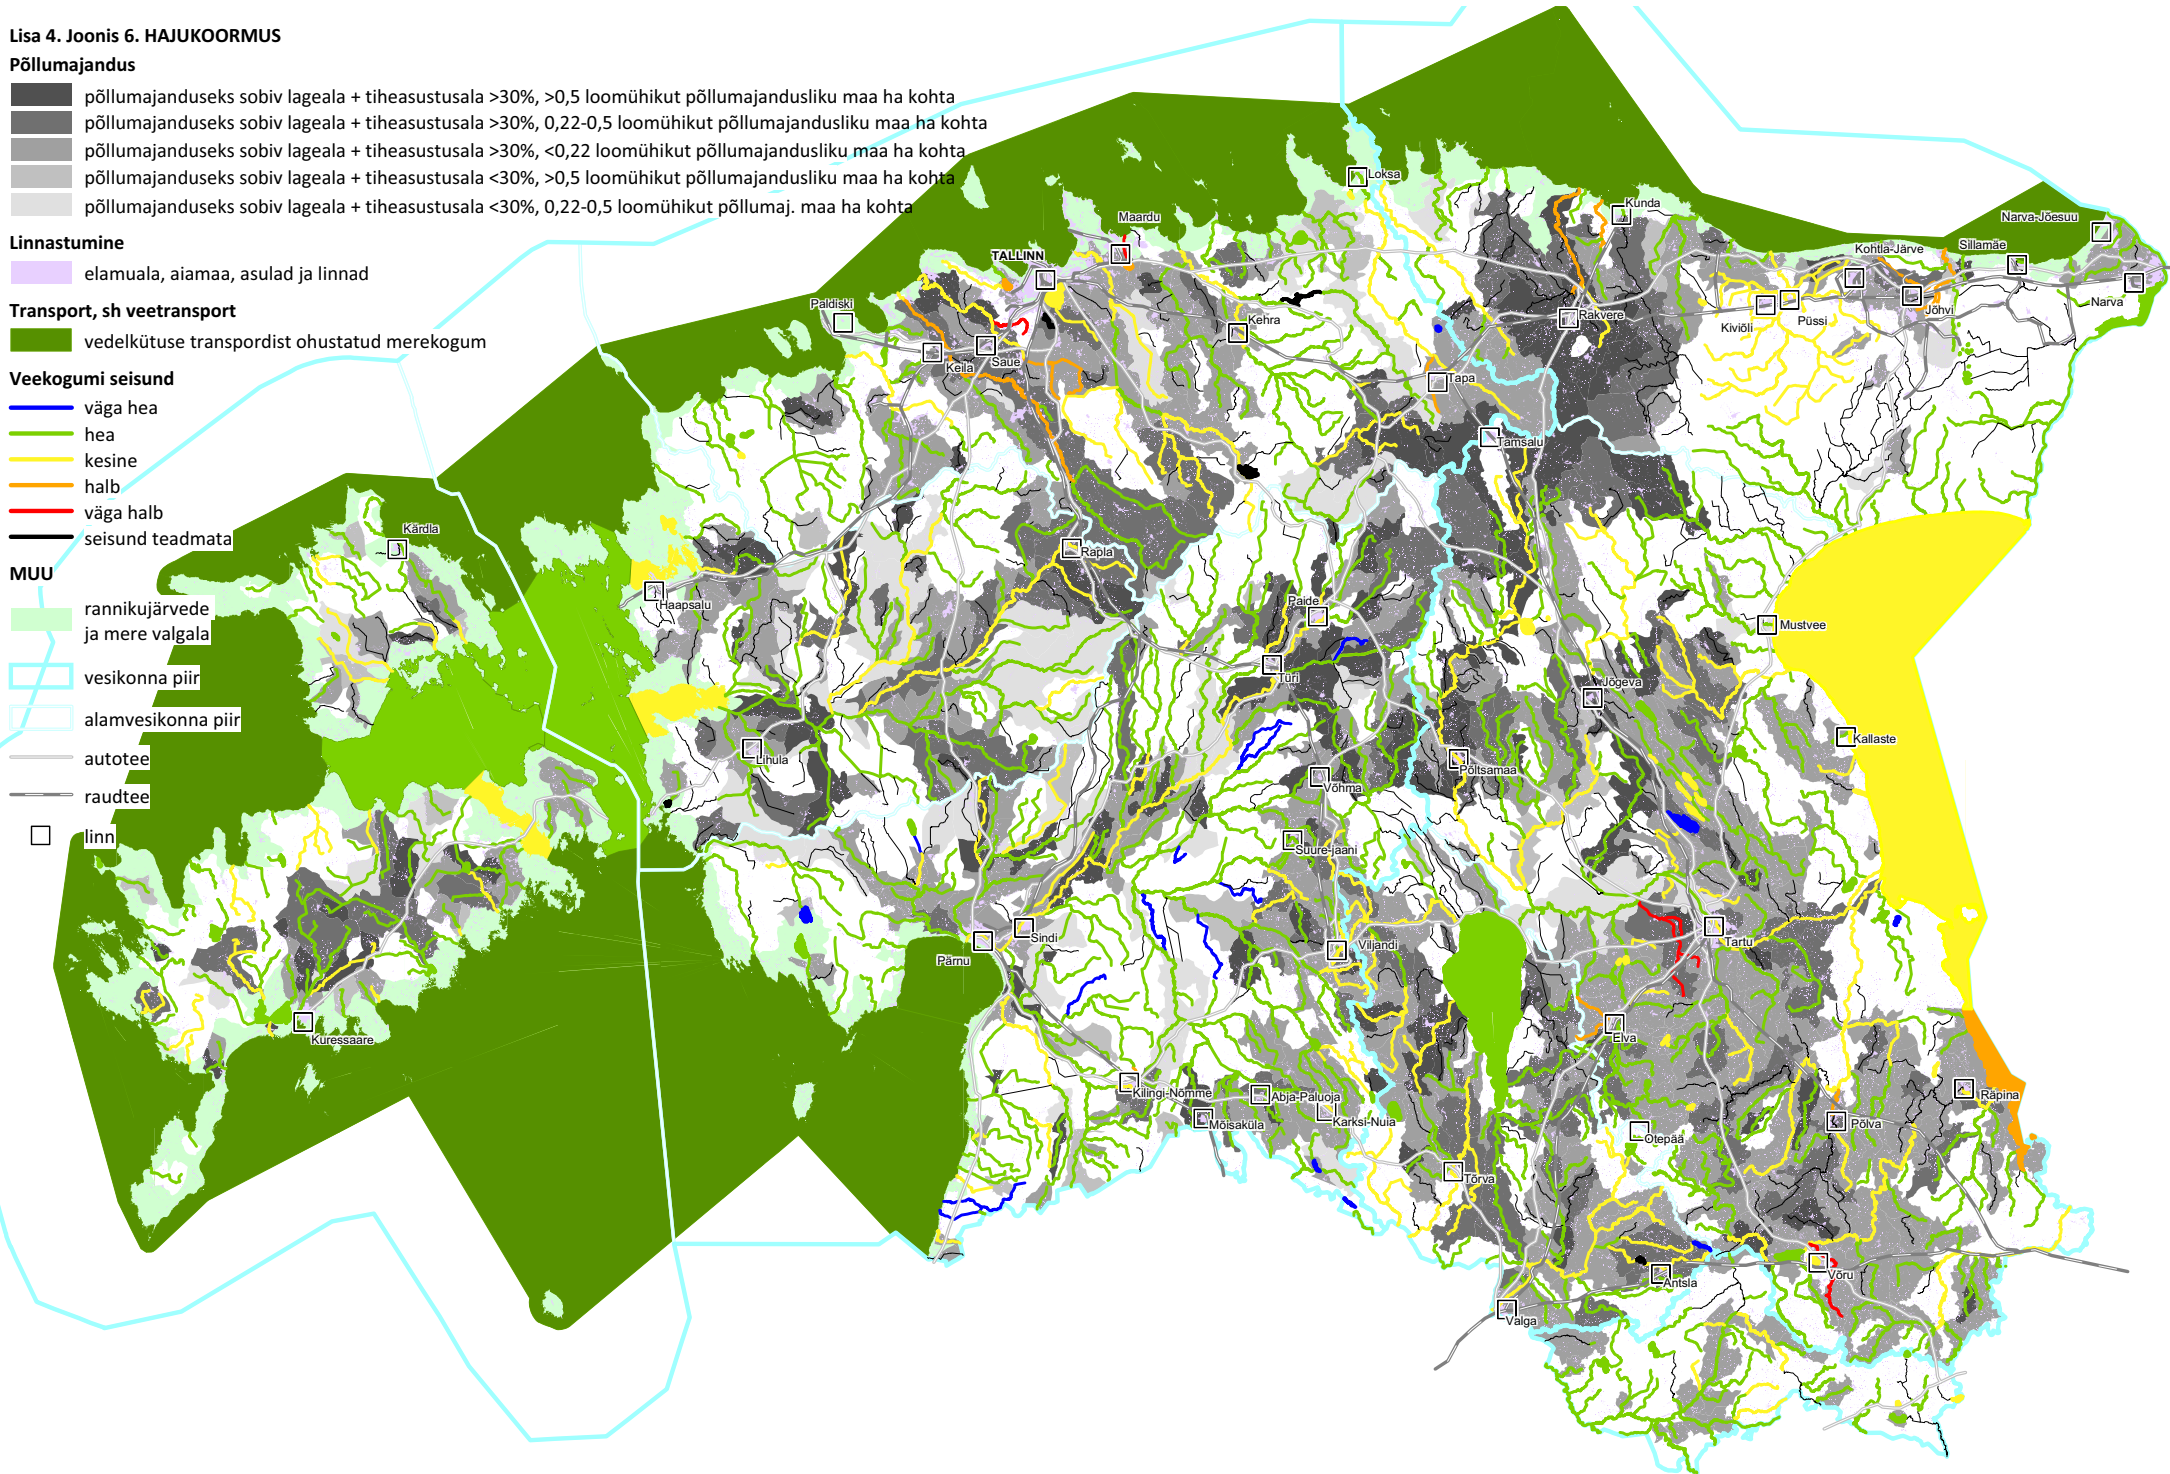 Lisa 4. Joonis 6. HAJUKOORMUS
Põllumajandus
põllumajanduseks sobiv lageala + tiheasustusala >30%, >0,5 loomühikut põllumajandusliku maa ha kohta
põllumajanduseks sobiv lageala + tiheasustusala >30%, 0,22-0,5 loomühikut põllumajandusliku maa ha kohta
põllumajanduseks sobiv lageala + tiheasustusala >30%, <0,22 loomühikut põllumajandusliku maa ha kohta
põllumajanduseks sobiv lageala + tiheasustusala <30%, >0,5 loomühikut põllumajandusliku maa ha kohta
põllumajanduseks sobiv lageala + tiheasustusala <30%, 0,22-0,5 loomühikut põllumaj. maa ha kohta
Linnastumine
elamuala, aiamaa, asulad ja linnad
Transport, sh veetransport
vedelkütuse transpordist ohustatud merekogum
Veekogumi seisund
väga hea
hea
kesine
halb
väga halb
seisund teadmata
MUU
rannikujärvede
ja mere valgala
vesikonna piir
alamvesikonna piir
autotee
raudtee
linn
Loksa
Kunda
Maardu
Narva-Jõesuu
TALLINN
Kohtla-Järve
Sillamäe
Paldiski
Narva
Kehra
Rakvere
Kiviõli
Püssi
Jõhvi
Keila
Saue
Tapa
Tamsalu
Kärdla
Rapla
Haapsalu
Paide
Mustvee
Türi
Jõgeva
Kallaste
Lihula
Põltsamaa
Võhma
Suure-jaani
Sindi
Viljandi
Tartu
Pärnu
Kuressaare
Elva
Kilingi-Nõmme
Abja-Paluoja
Räpina
Mõisaküla
Karksi-Nuia
Põlva
Otepää
Tõrva
Võru
Antsla
Valga